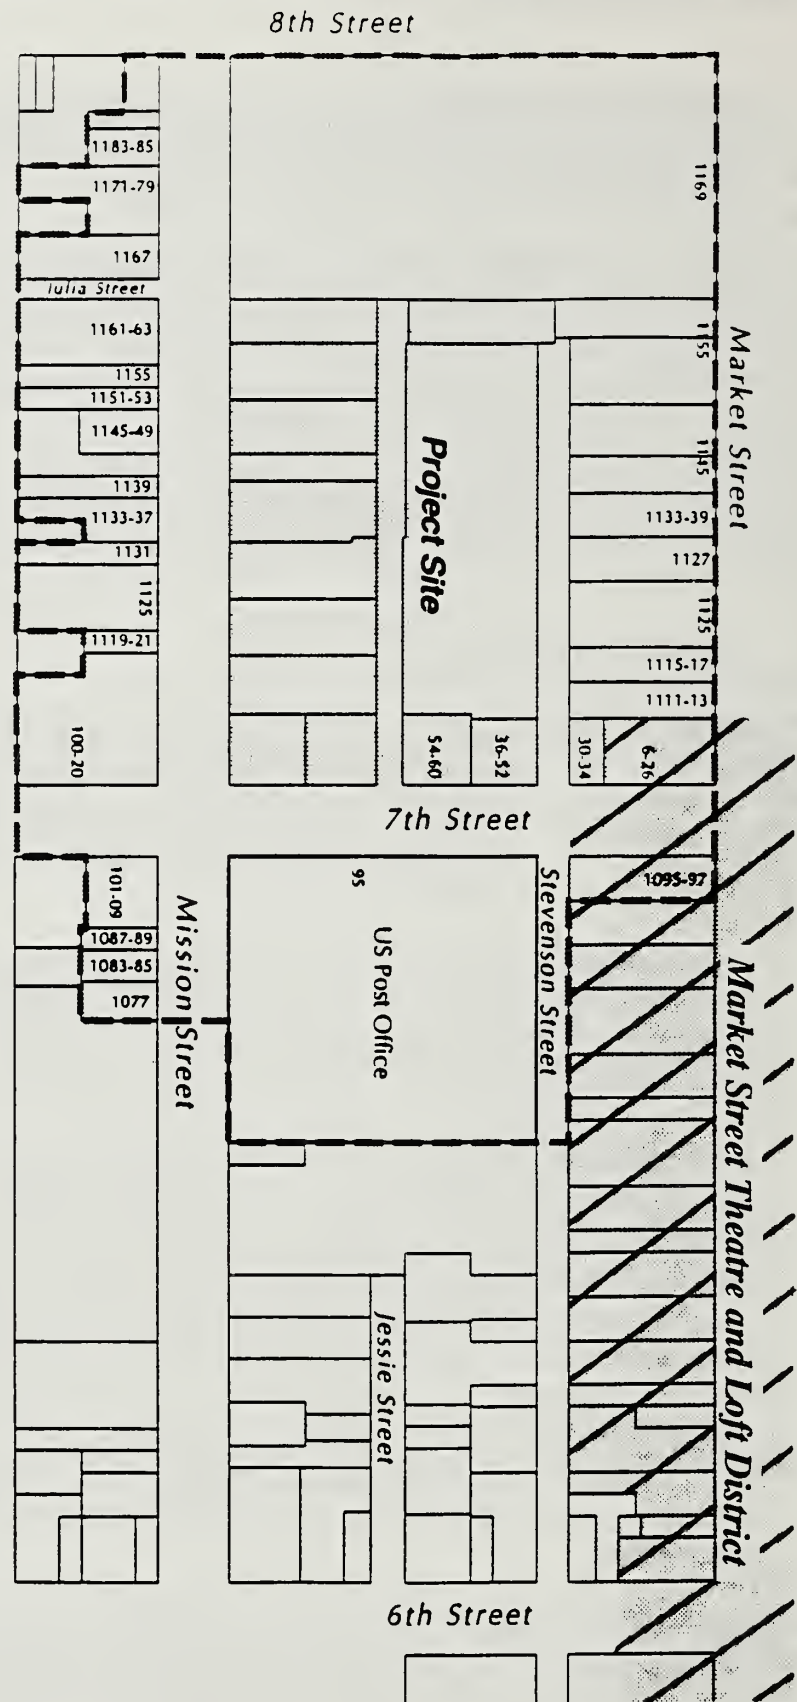 8th Street
1183-85
1171-79
1167
Julia Street
1161-63
1155
1151-53
1145-49
1139
1133-37
1131
1125
1119-21
100-20
1169
Market Street
1155
1145
1133-39
1127
1125
1115-17
1111-13
Project Site
54-60
36-52
30-34
6-26
7th Street
101-09
1087-89
1083-85
1077
Mission Street
95
US Post Office
Stevenson Street
1095-97
Market Street Theatre and Loft District
Jessie Street
6th Street